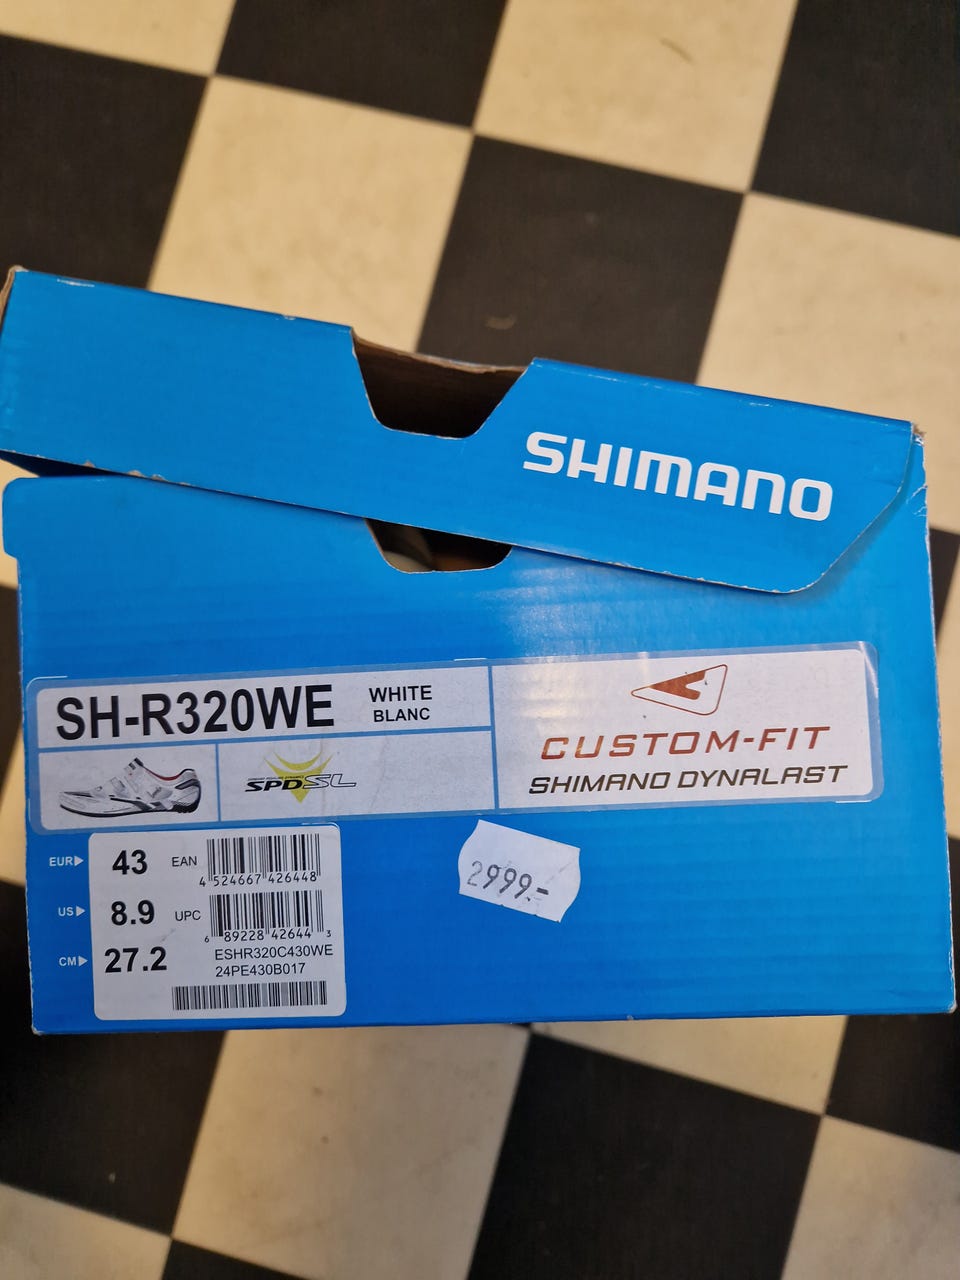 SHIMANO
SH-R320WE
WHITE
BLANC
SPD SL
CUSTOM-FIT
SHIMANO DYNALAST
EUR 43 EAN
4 524667 426448
US 8.9 UPC
6 89228 42644 3
CM 27.2
ESHR320C430WE
24PE430B017
2999.-